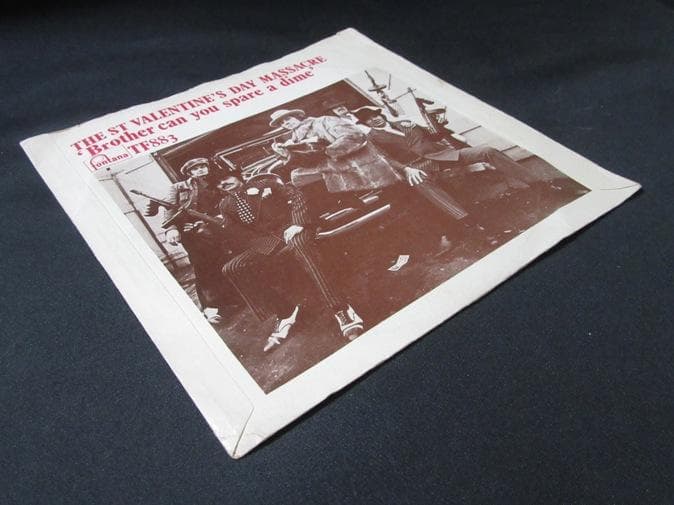 THE ST VALENTINE'S DAY MASSACRE
'Brother can you spare a dime'
fontana TF883